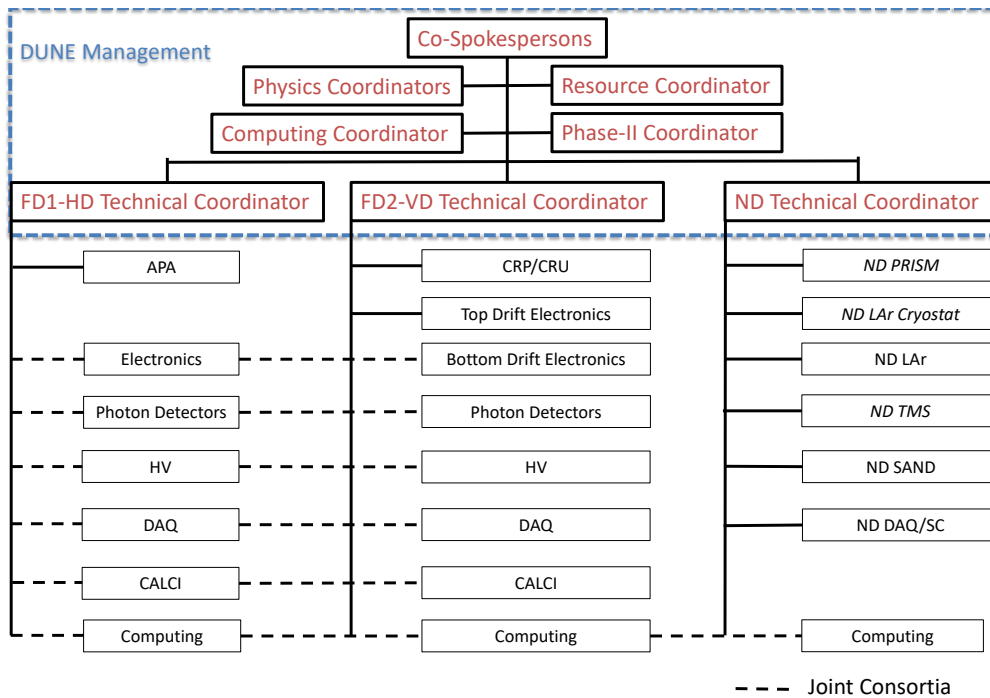 Co-Spokespersons
DUNE Management
Physics Coordinators
Resource Coordinator
Computing Coordinator
Phase-II Coordinator
FD1-HD Technical Coordinator
FD2-VD Technical Coordinator
ND Technical Coordinator
APA
CRP/CRU
ND PRISM
Top Drift Electronics
ND LAr Cryostat
Electronics
Bottom Drift Electronics
ND LAr
Photon Detectors
Photon Detectors
ND TMS
HV
HV
ND SAND
DAQ
DAQ
ND DAQ/SC
CALCI
CALCI
Computing
Computing
Computing
Joint Consortia